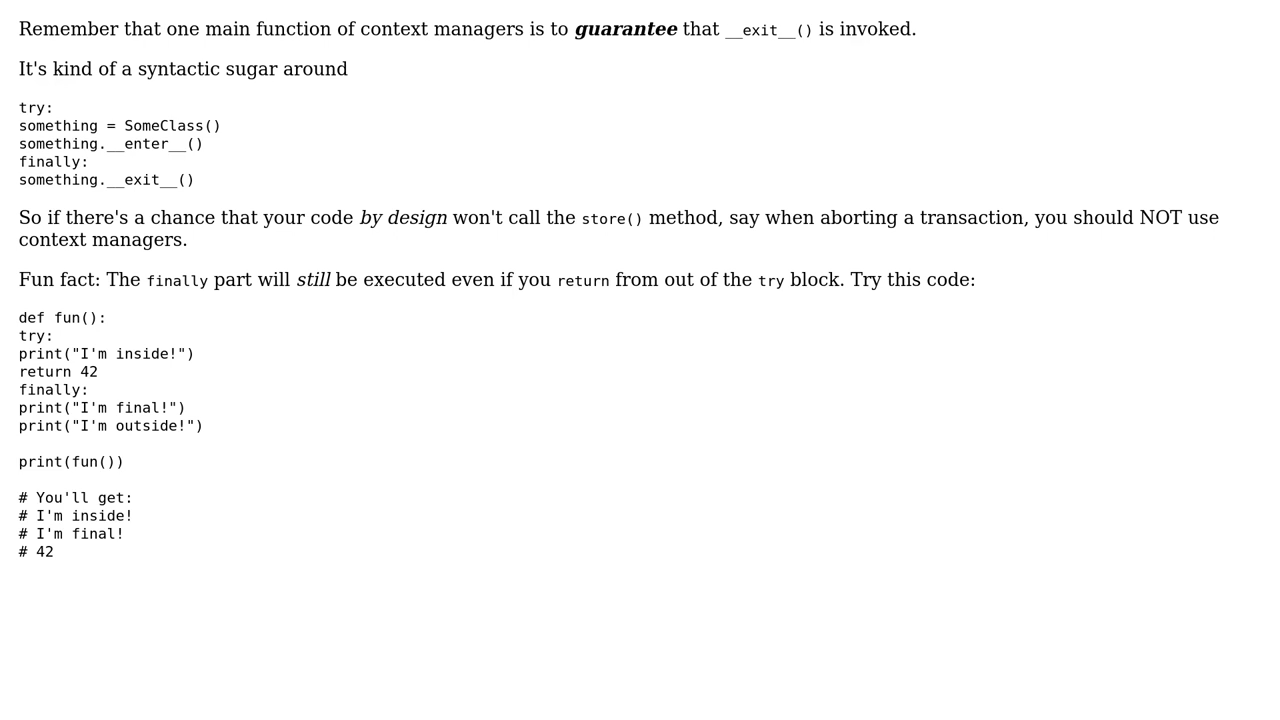 Remember that one main function of context managers is to guarantee that __exit__() is invoked.
It's kind of a syntactic sugar around
try:
something = SomeClass()
something.__enter__()
finally:
something.__exit__()
So if there's a chance that your code by design won't call the store() method, say when aborting a transaction, you should NOT use
context managers.
Fun fact: The finally part will still be executed even if you return from out of the try block. Try this code:
def fun():
try:
print("I'm inside!")
return 42
finally:
print("I'm final!")
print("I'm outside!")
print(fun())
# You'll get:
# I'm inside!
# I'm final!
# 42